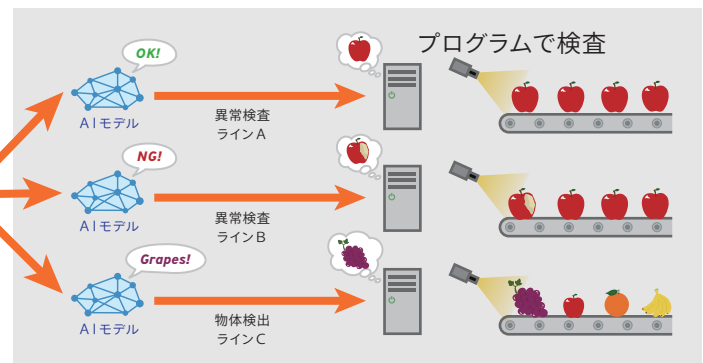 プログラムで検査
OK!
AIモデル
異常検査
ラインA
NG!
AIモデル
異常検査
ラインB
Grapes!
AIモデル
物体検出
ラインC